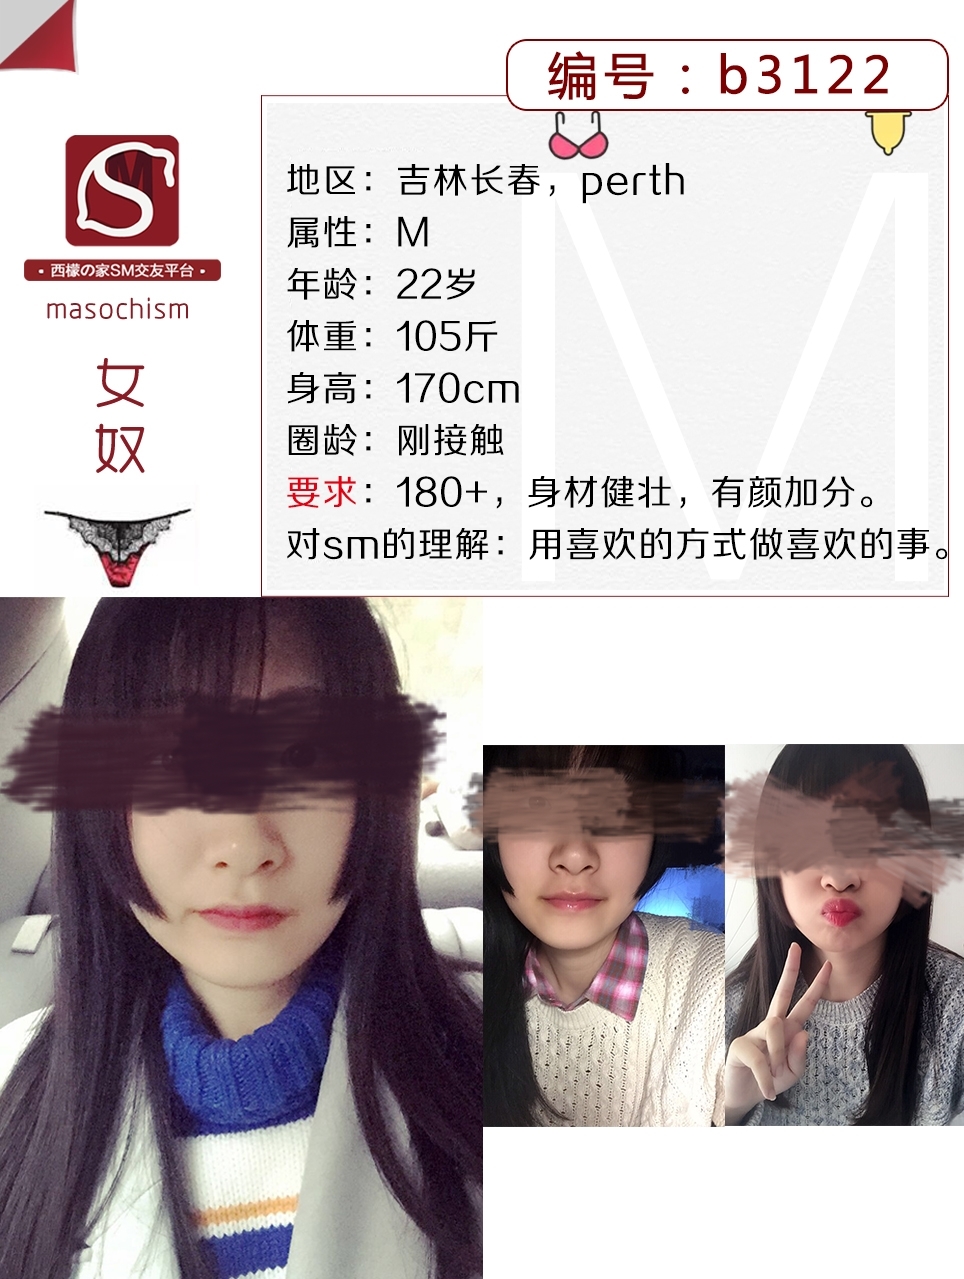 编号：b3122
S
M
·西檬の家SM交友平台·
masochism
女
奴
地区：吉林长春，perth
属性：M
年龄：22岁
体重：105斤
身高：170cm
圈龄：刚接触
要求：180+，身材健壮，有颜加分。
对sm的理解：用喜欢的方式做喜欢的事。
M